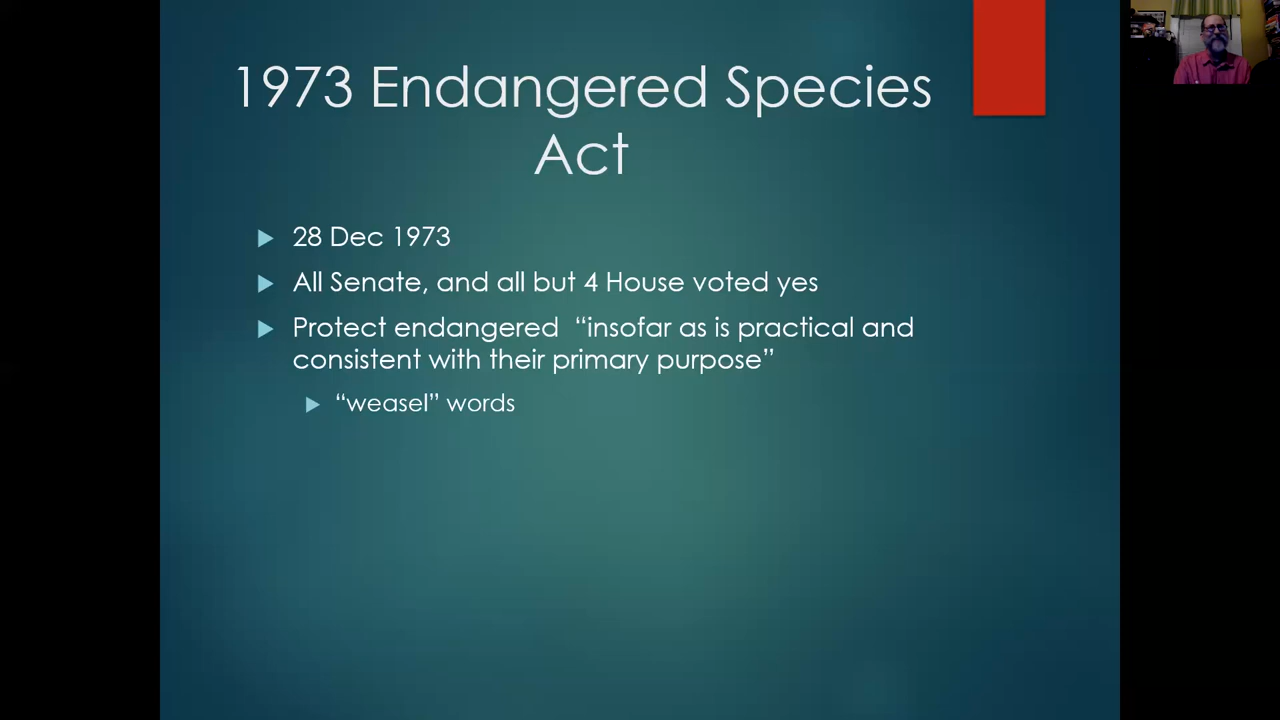 1973 Endangered Species
Act
28 Dec 1973
All Senate, and all but 4 House voted yes
Protect endangered “insofar as is practical and
consistent with their primary purpose”
“weasel” words